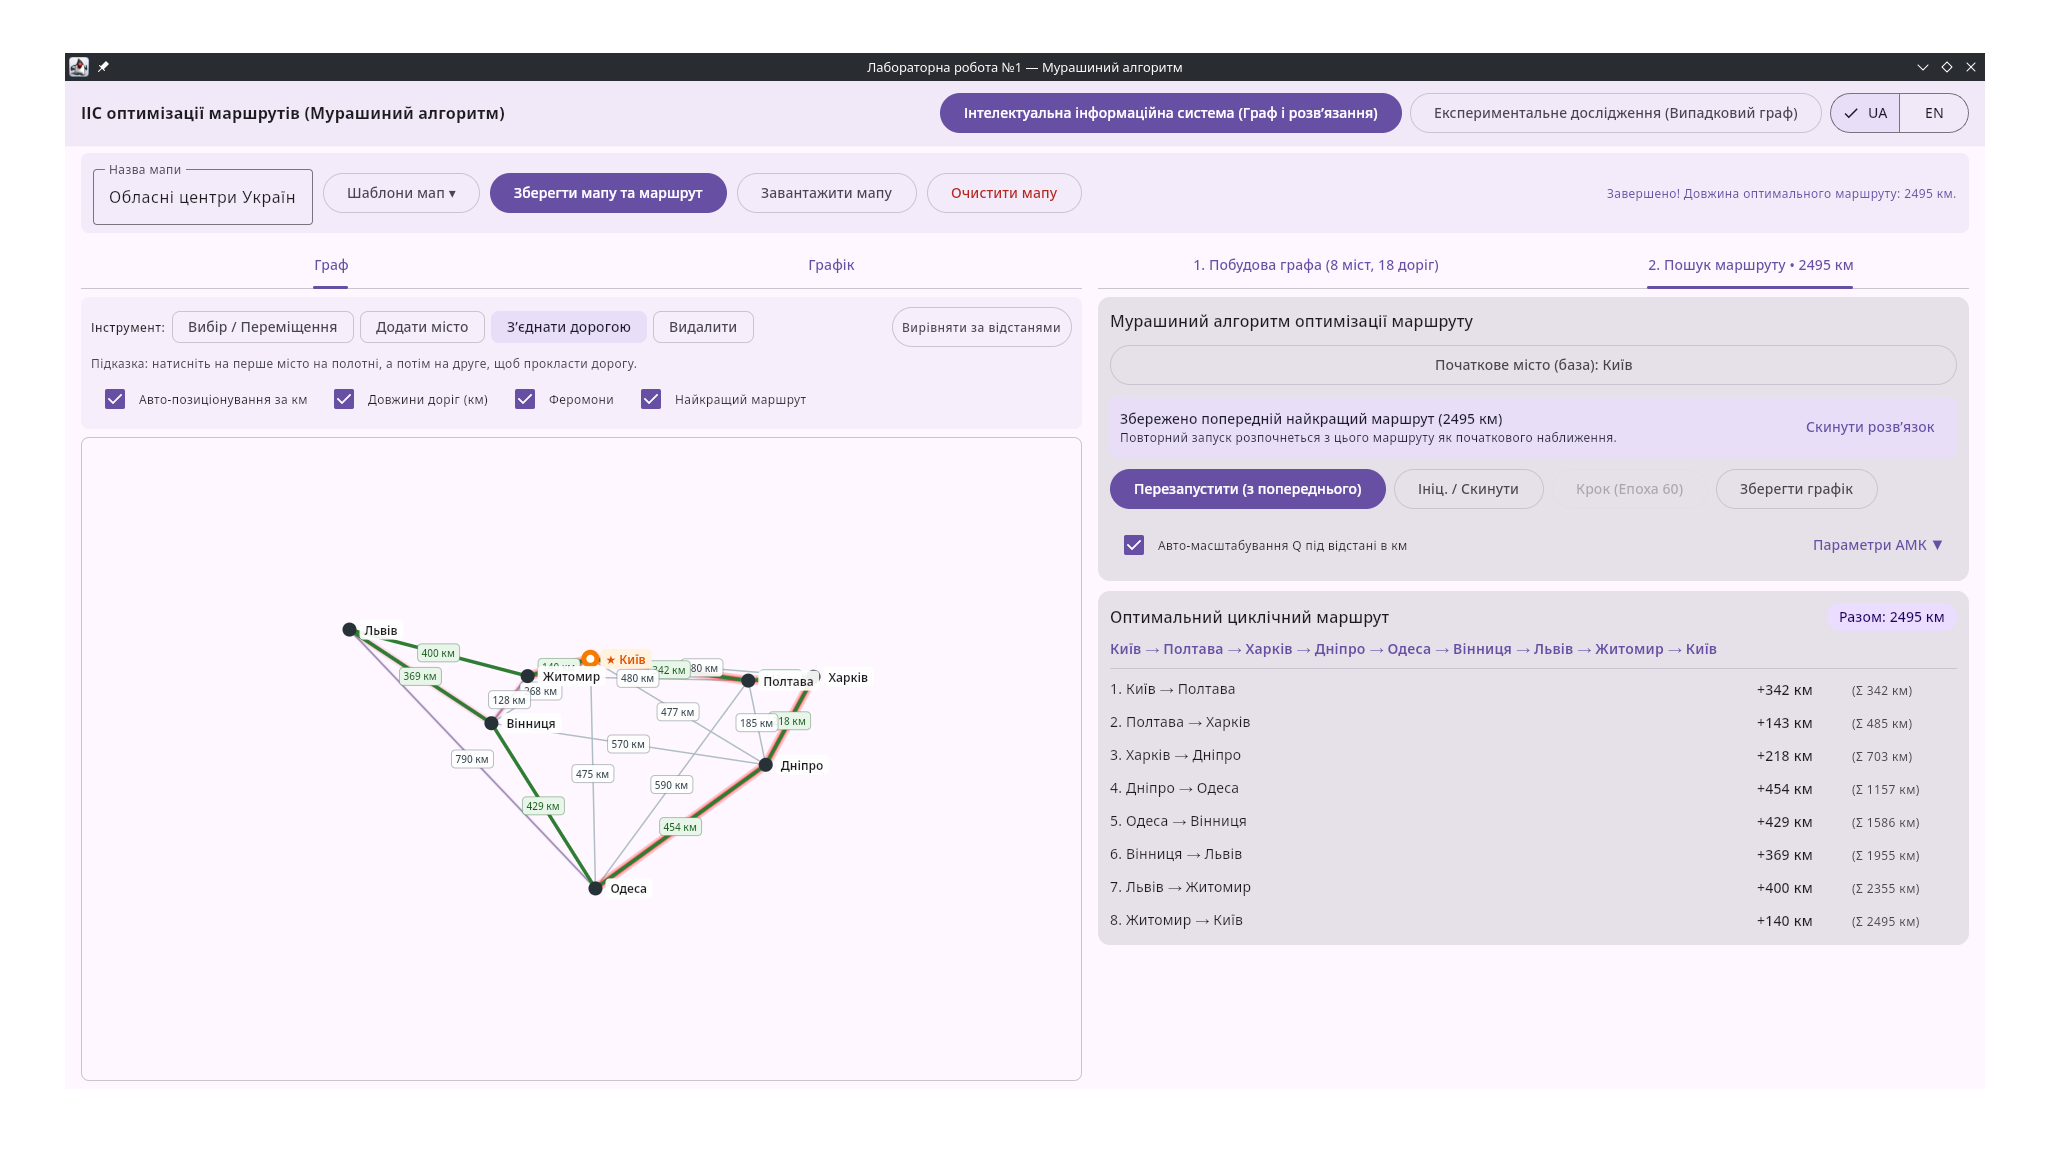 Лабораторна робота №1 — Мурашиний алгоритм
ІІС оптимізації маршрутів (Мурашиний алгоритм)
Інтелектуальна інформаційна система (Граф і розв'язання)
Експериментальне дослідження (Випадковий граф)
UA
EN
Назва мапи
Обласні центри Україн
Шаблони мап ▾
Зберегти мапу та маршрут
Завантажити мапу
Очистити мапу
Завершено! Довжина оптимального маршруту: 2495 км.
Граф
Графік
1. Побудова графа (8 міст, 18 доріг)
2. Пошук маршруту • 2495 км
Інструмент:
Вибір / Переміщення
Додати місто
З'єднати дорогою
Видалити
Вирівняти за відстанями
Підказка: натисніть на перше місто на полотні, а потім на друге, щоб прокласти дорогу.
Авто-позиціонування за км
Довжини доріг (км)
Феромони
Найкращий маршрут
Львів
400 км
369 км
★ Київ
Житомир
480 км
342 км
80 км
Полтава
Харків
128 км
268 км
Вінниця
477 км
185 км
18 км
570 км
790 км
475 км
590 км
Дніпро
429 км
454 км
Одеса
Мурашиний алгоритм оптимізації маршруту
Початкове місто (база): Київ
Збережено попередній найкращий маршрут (2495 км)
Повторний запуск розпочнеться з цього маршруту як початкового наближення.
Скинути розв'язок
Перезапустити (з попереднього)
Ініц. / Скинути
Крок (Епоха 60)
Зберегти графік
Авто-масштабування Q під відстані в км
Параметри АМК ▼
Оптимальний циклічний маршрут
Разом: 2495 км
Київ → Полтава → Харків → Дніпро → Одеса → Вінниця → Львів → Житомир → Київ
1. Київ → Полтава +342 км (Σ 342 км)
2. Полтава → Харків +143 км (Σ 485 км)
3. Харків → Дніпро +218 км (Σ 703 км)
4. Дніпро → Одеса +454 км (Σ 1157 км)
5. Одеса → Вінниця +429 км (Σ 1586 км)
6. Вінниця → Львів +369 км (Σ 1955 км)
7. Львів → Житомир +400 км (Σ 2355 км)
8. Житомир → Київ +140 км (Σ 2495 км)